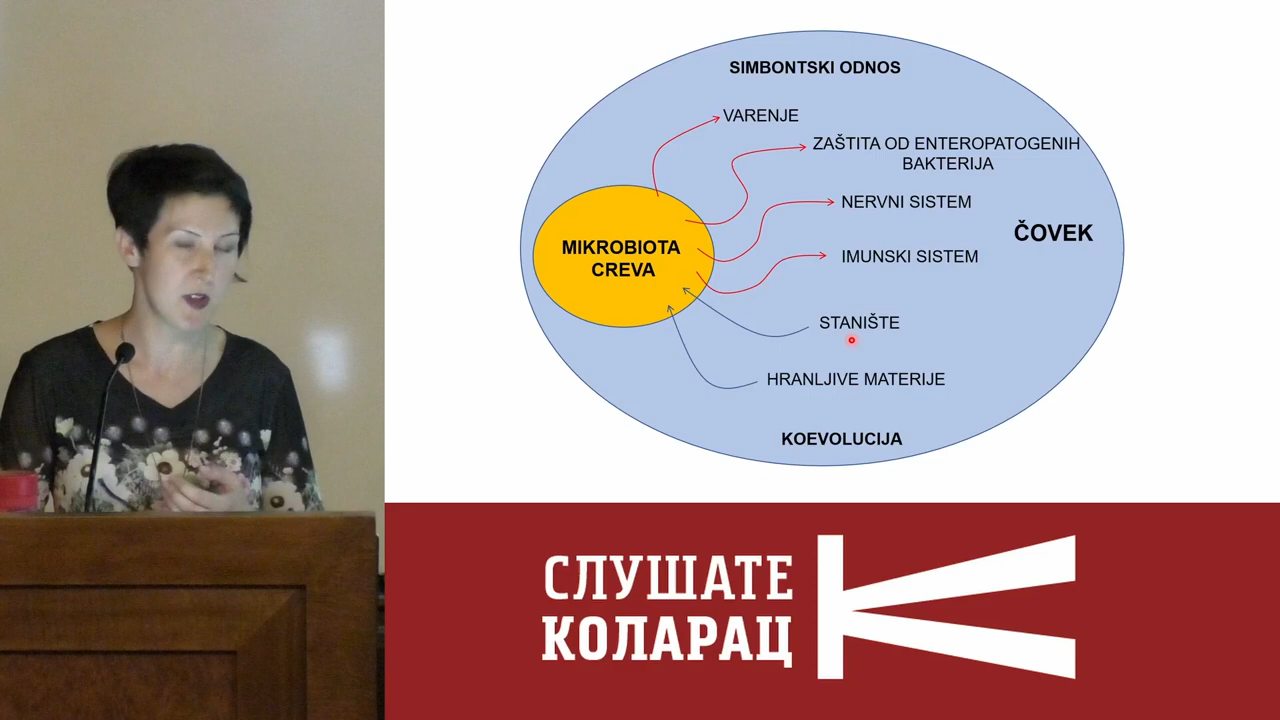 SIMBONTSKI ODNOS
VARENJE
ZAŠTITA OD ENTEROPATOGENIH
BAKTERIJA
NERVNI SISTEM
ČOVEK
MIKROBIOTA
CREVA
IMUNSKI SISTEM
STANIŠTE
HRANLJIVE MATERIJE
KOEVOLUCIJA
СЛУШАТЕ
КОЛАРАЦ